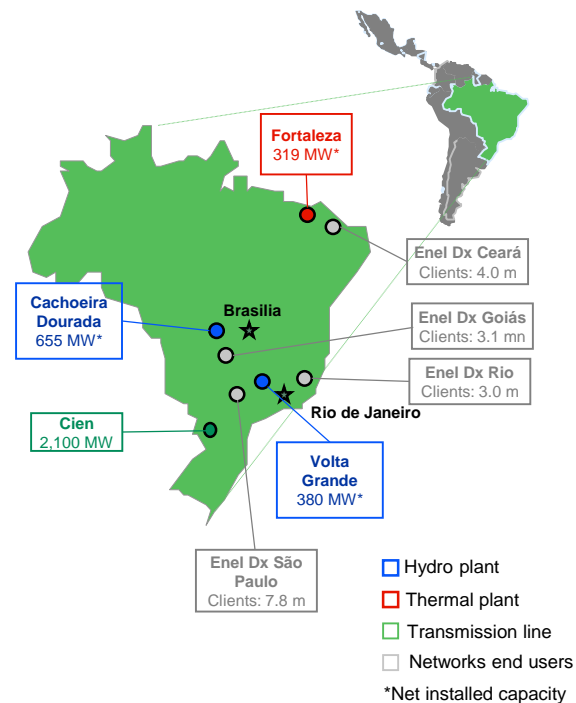 Fortaleza
319 MW*
Enel Dx Ceará
Clients: 4.0 m
Cachoeira
Dourada
655 MW*
Brasilia
Enel Dx Goiás
Clients: 3.1 mn
Enel Dx Rio
Clients: 3.0 m
Rio de Janeiro
Cien
2,100 MW
Volta
Grande
380 MW*
Enel Dx São
Paulo
Clients: 7.8 m
Hydro plant
Thermal plant
Transmission line
Networks end users
*Net installed capacity